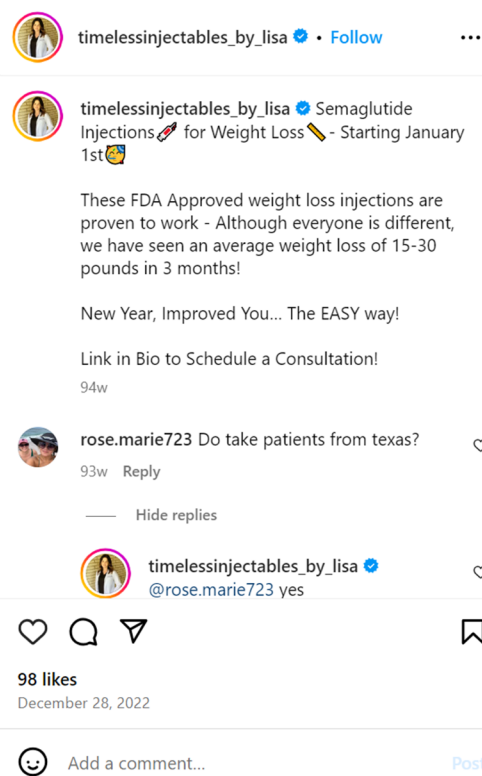 timelessinjectables_by_lisa • Follow
timelessinjectables_by_lisa Semaglutide
Injections💉 for Weight Loss📏- Starting January
1st🥳
These FDA Approved weight loss injections are
proven to work - Although everyone is different,
we have seen an average weight loss of 15-30
pounds in 3 months!
New Year, Improved You... The EASY way!
Link in Bio to Schedule a Consultation!
94w
rose.marie723 Do take patients from texas?
93w Reply
Hide replies
timelessinjectables_by_lisa
@rose.marie723 yes
98 likes
December 28, 2022
Add a comment...
Post